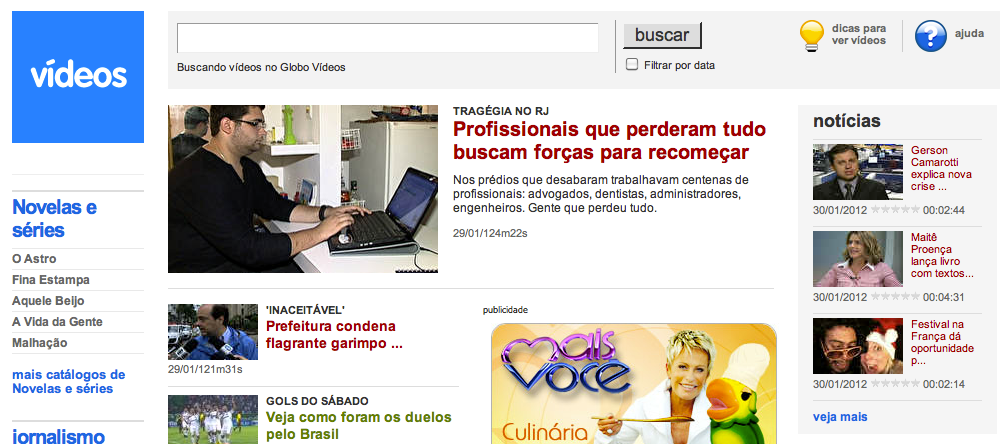 vídeos
buscar
Buscando vídeos no Globo Vídeos
Filtrar por data
dicas para
ver vídeos
ajuda
Novelas e
séries
O Astro
Fina Estampa
Aquele Beijo
A Vida da Gente
Malhação
mais catálogos de
Novelas e séries
jornalismo
TRAGÉGIA NO RJ
Profissionais que perderam tudo
buscam forças para recomeçar
Nos prédios que desabaram trabalhavam centenas de
profissionais: advogados, dentistas, administradores,
engenheiros. Gente que perdeu tudo.
29/01/124m22s
'INACEITÁVEL'
Prefeitura condena
flagrante garimpo ...
29/01/121m31s
GOLS DO SÁBADO
Veja como foram os duelos
pelo Brasil
publicidade
mais
você
Culinária
notícias
Gerson
Camarotti
explica nova
crise ...
30/01/2012 00:02:44
Maitê
Proença
lança livro
com textos...
30/01/2012 00:04:31
Festival na
França dá
oportunidade
p...
30/01/2012 00:02:14
veja mais